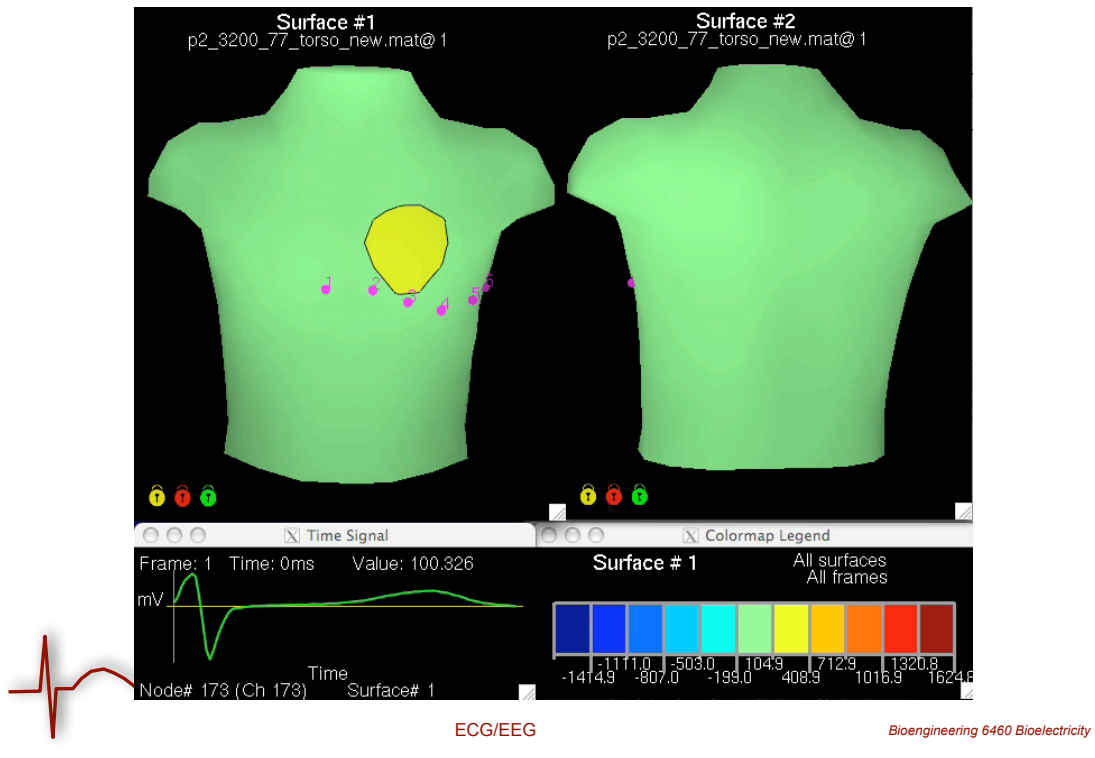 Surface #1
p2_3200_77_torso_new.mat@ 1
Surface #2
p2_3200_77_torso_new.mat@ 1
1 2 3 4 5 6
X Time Signal
Frame: 1 Time: 0ms Value: 100.326
mV
Time
Node# 173 (Ch 173) Surface# 1
X Colormap Legend
Surface # 1
All surfaces
All frames
-1111.0 -503.0 104.9 712.9 1320.8
-1414.9 -807.0 -199.0 408.9 1016.9
ECG/EEG
Bioengineering 6460 Bioelectricity